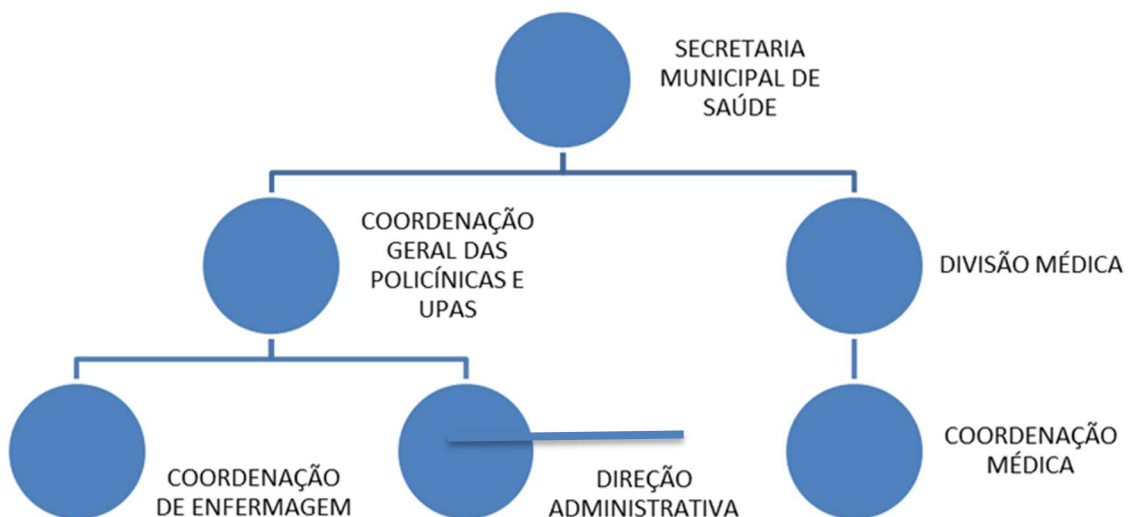 SECRETARIA
MUNICIPAL DE
SAÚDE
COORDENAÇÃO
GERAL DAS
POLICÍNICAS E
UPAS
DIVISÃO MÉDICA
COORDENAÇÃO
DE ENFERMAGEM
DIREÇÃO
ADMINISTRATIVA
COORDENAÇÃO
MÉDICA